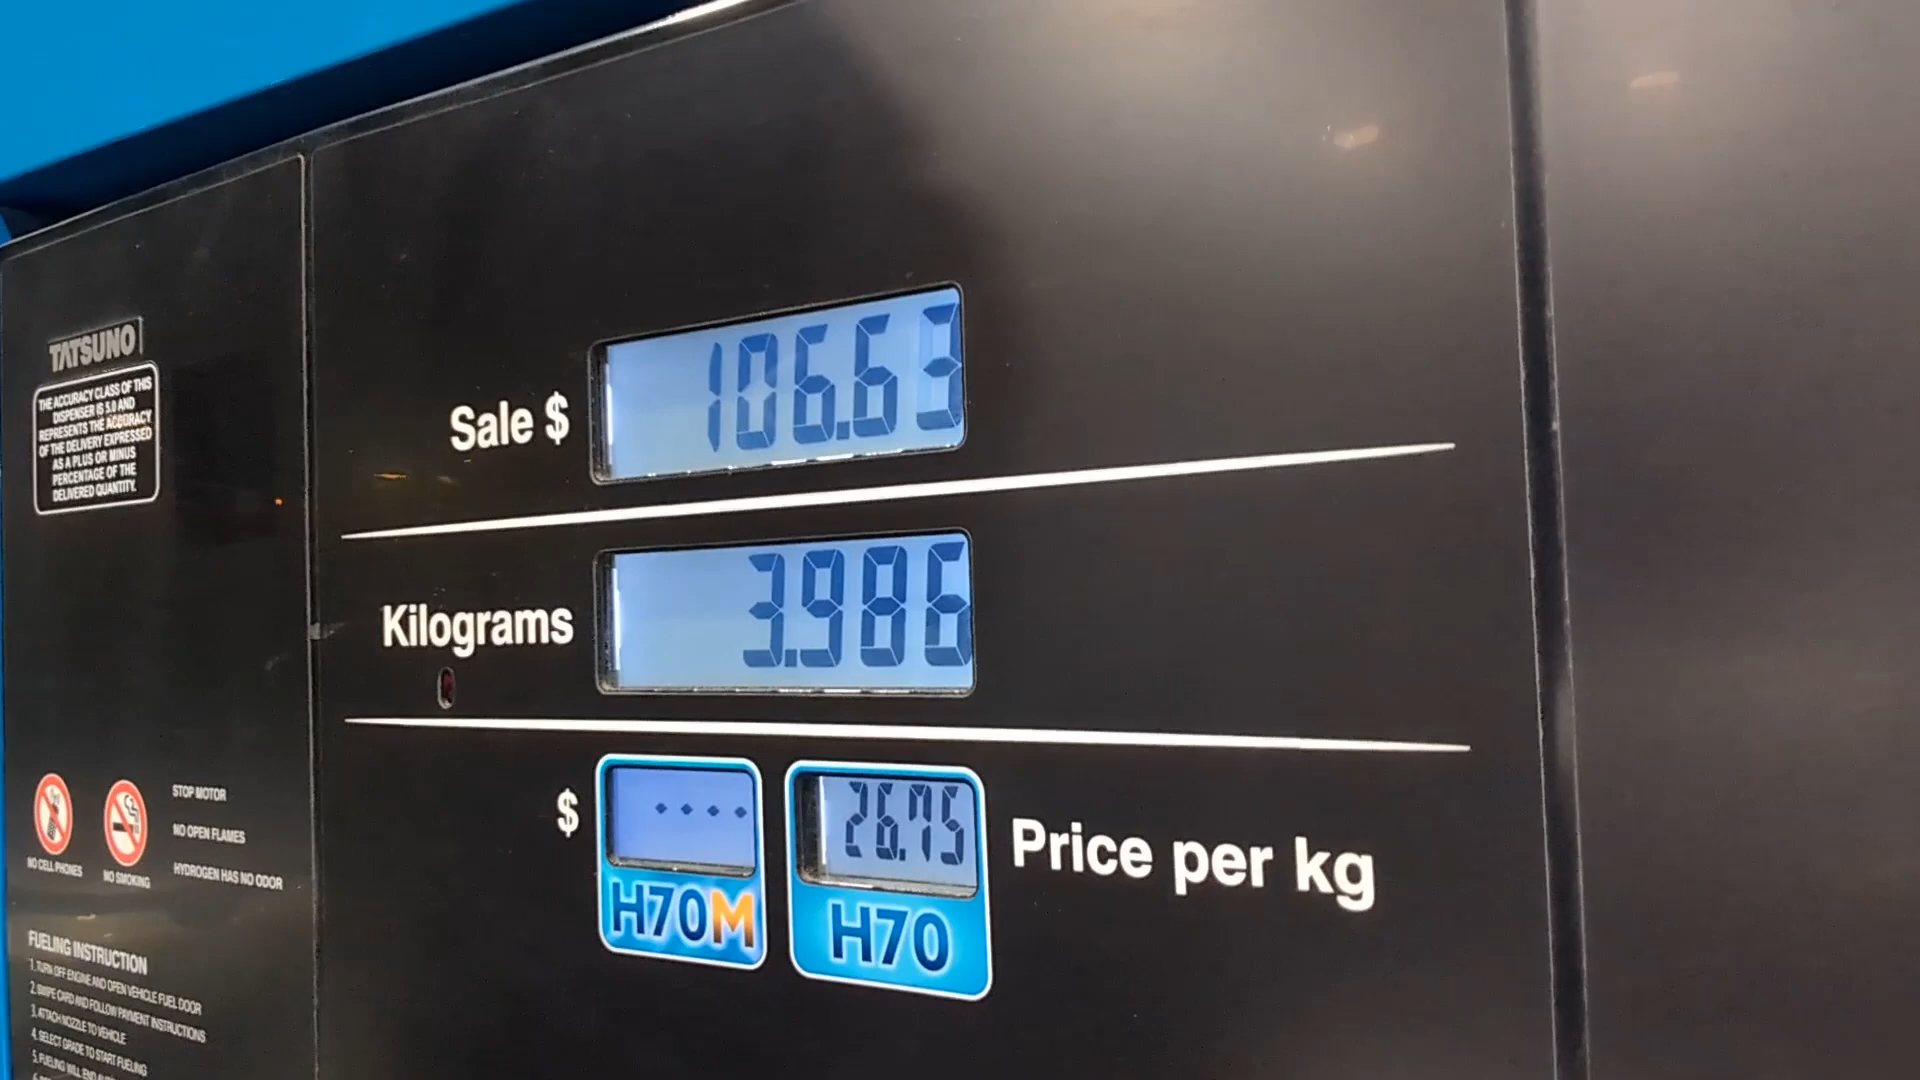 TATSUNO
THE ACCURACY CLASS OF THIS
DISPENSER IS 5.0 AND
REPRESENTS THE ACCURACY
OF THE DELIVERY EXPRESSED
AS A PLUS OR MINUS
PERCENTAGE OF THE
DELIVERED QUANTITY.
Sale $ 106.63
Kilograms 3.986
$
26.75
Price per kg
H70M
H70
STOP MOTOR
NO OPEN FLAMES
HYDROGEN HAS NO ODOR
NO CELL PHONES
NO SMOKING
FUELING INSTRUCTION
1. TURN OFF ENGINE AND OPEN VEHICLE FUEL DOOR
2. SWIPE CARD AND FOLLOW PAYMENT INSTRUCTIONS
3. ATTACH NOZZLE TO VEHICLE
4. SELECT GRADE TO START FUELING
5. FUELING WILL END